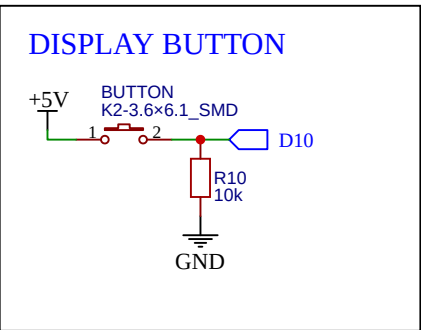 DISPLAY BUTTON
BUTTON
K2-3.6×6.1_SMD
+5V
1
2
D10
R10
10k
GND